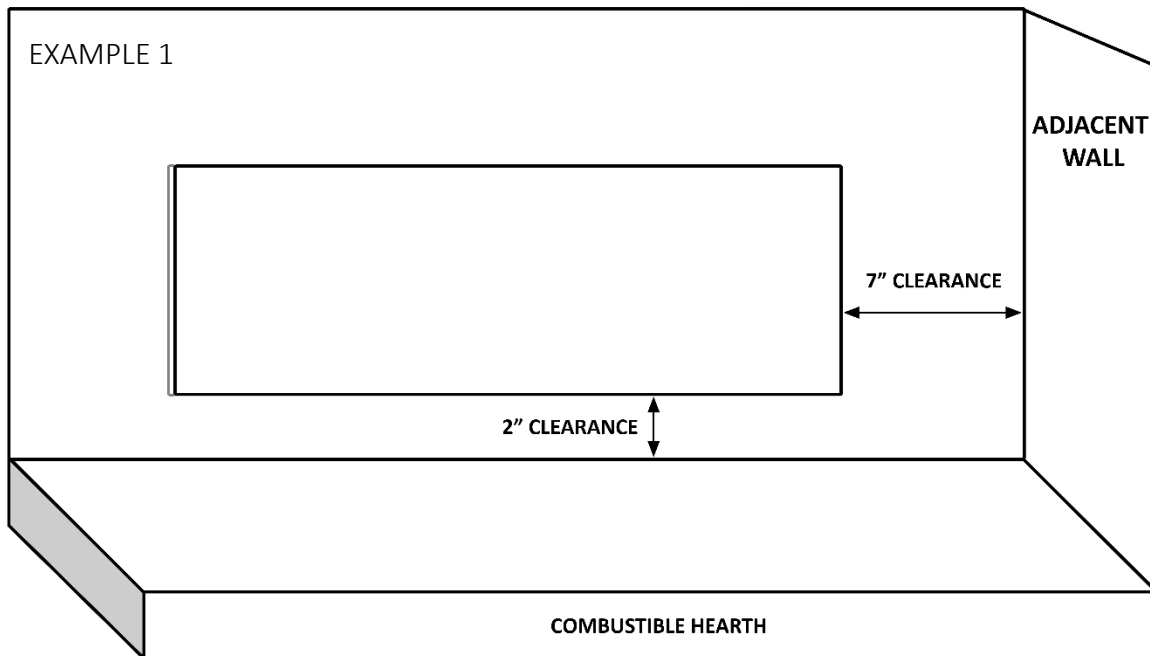 EXAMPLE 1
ADJACENT
WALL
7” CLEARANCE
2” CLEARANCE
COMBUSTIBLE HEARTH